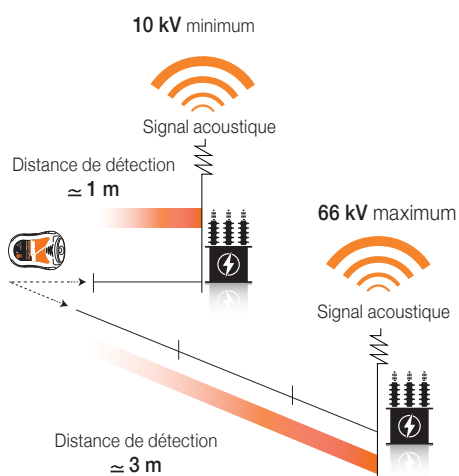 10 kV minimum
Signal acoustique
Distance de détection
≃ 1 m
66 kV maximum
Signal acoustique
Distance de détection
≃ 3 m